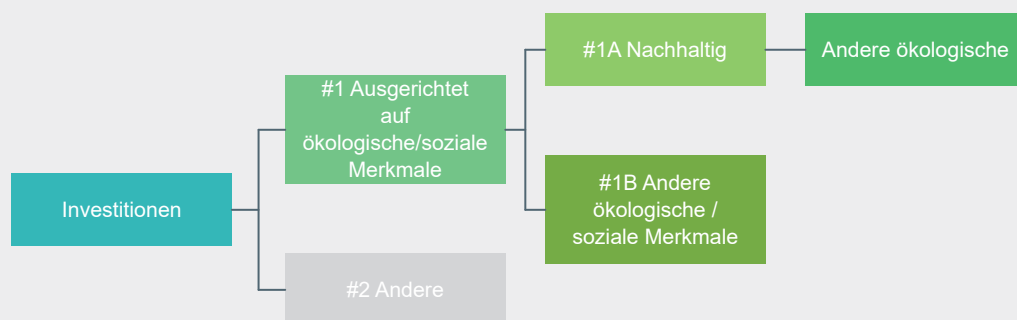 Investitionen
#1 Ausgerichtet
auf
ökologische/soziale
Merkmale
#2 Andere
#1A Nachhaltig
#1B Andere
ökologische /
soziale Merkmale
Andere ökologische